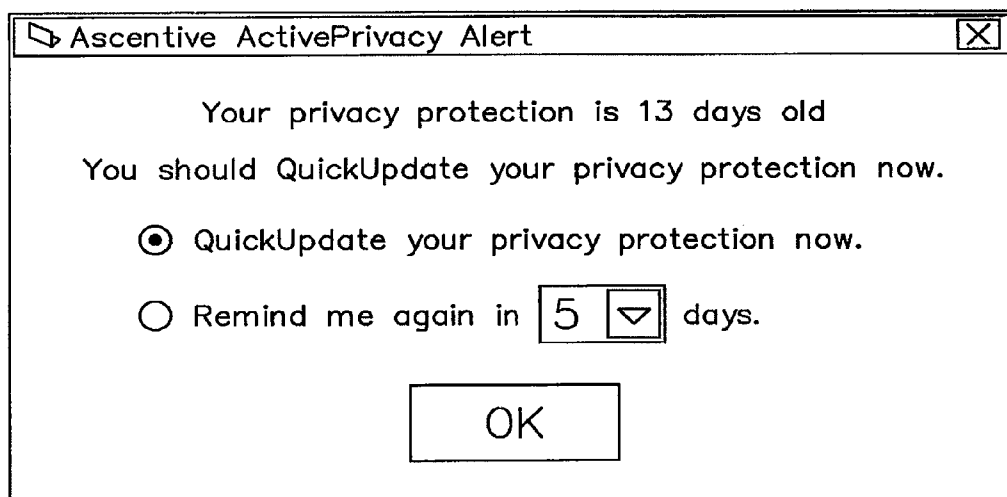 Ascentive ActivePrivacy Alert
Your privacy protection is 13 days old
You should QuickUpdate your privacy protection now.
QuickUpdate your privacy protection now.
Remind me again in 5 days.
OK